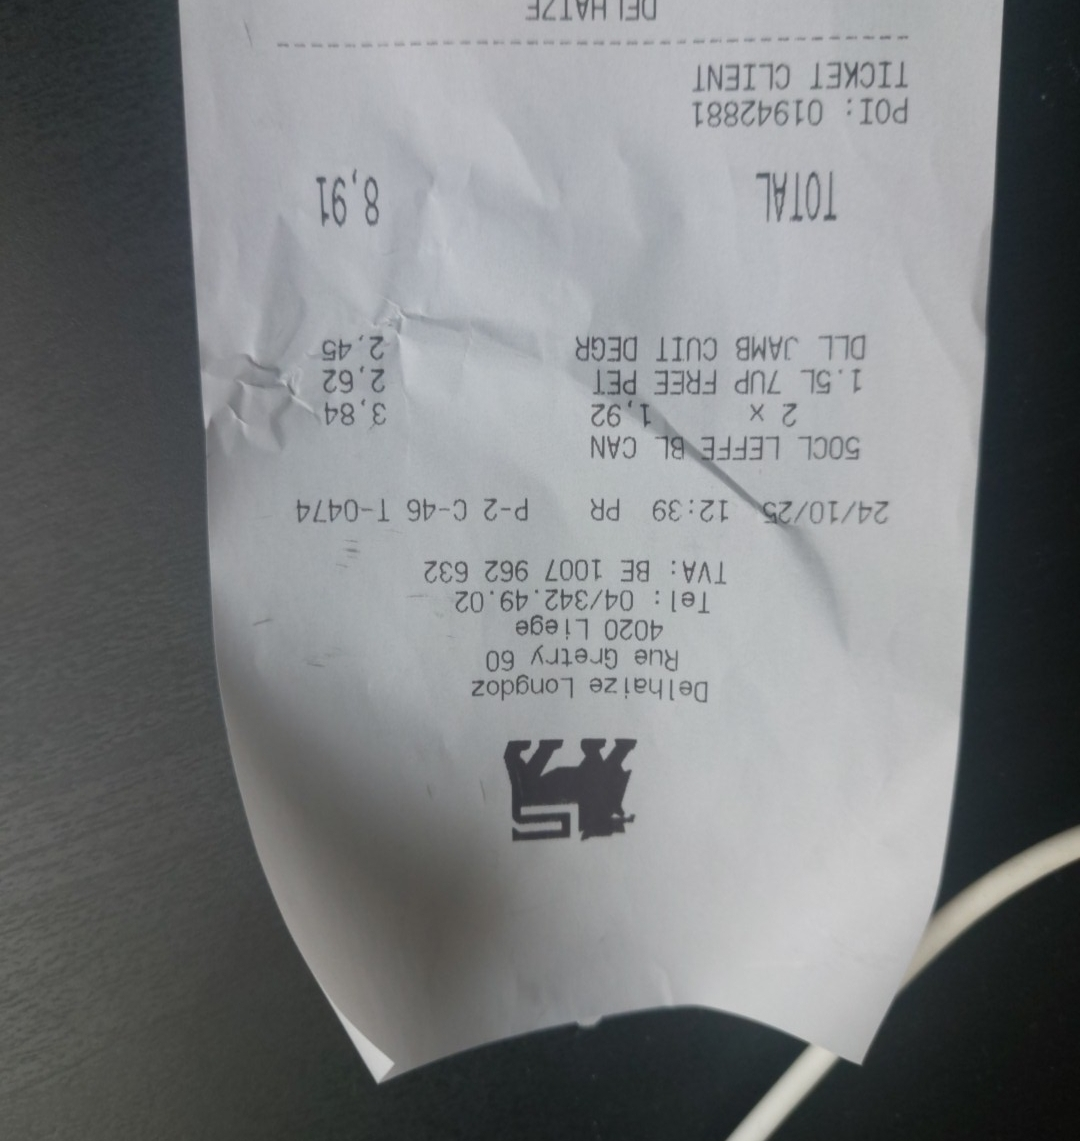 Delhaize Longdoz
Rue Gretry 60
4020 Liege
Tel: 04/342.49.02
TVA: BE 1007 962 632
24/10/25 12:39 PR P-2 C-46 T-0474
50CL LEFFE BL CAN
2 x 1,92 3,84
1.5L 7UP FREE PET 2,62
DLL JAMB CUIT DEGR 2,45
TOTAL 8,91
POI: 01942881
TICKET CLIENT
DELHAIZE